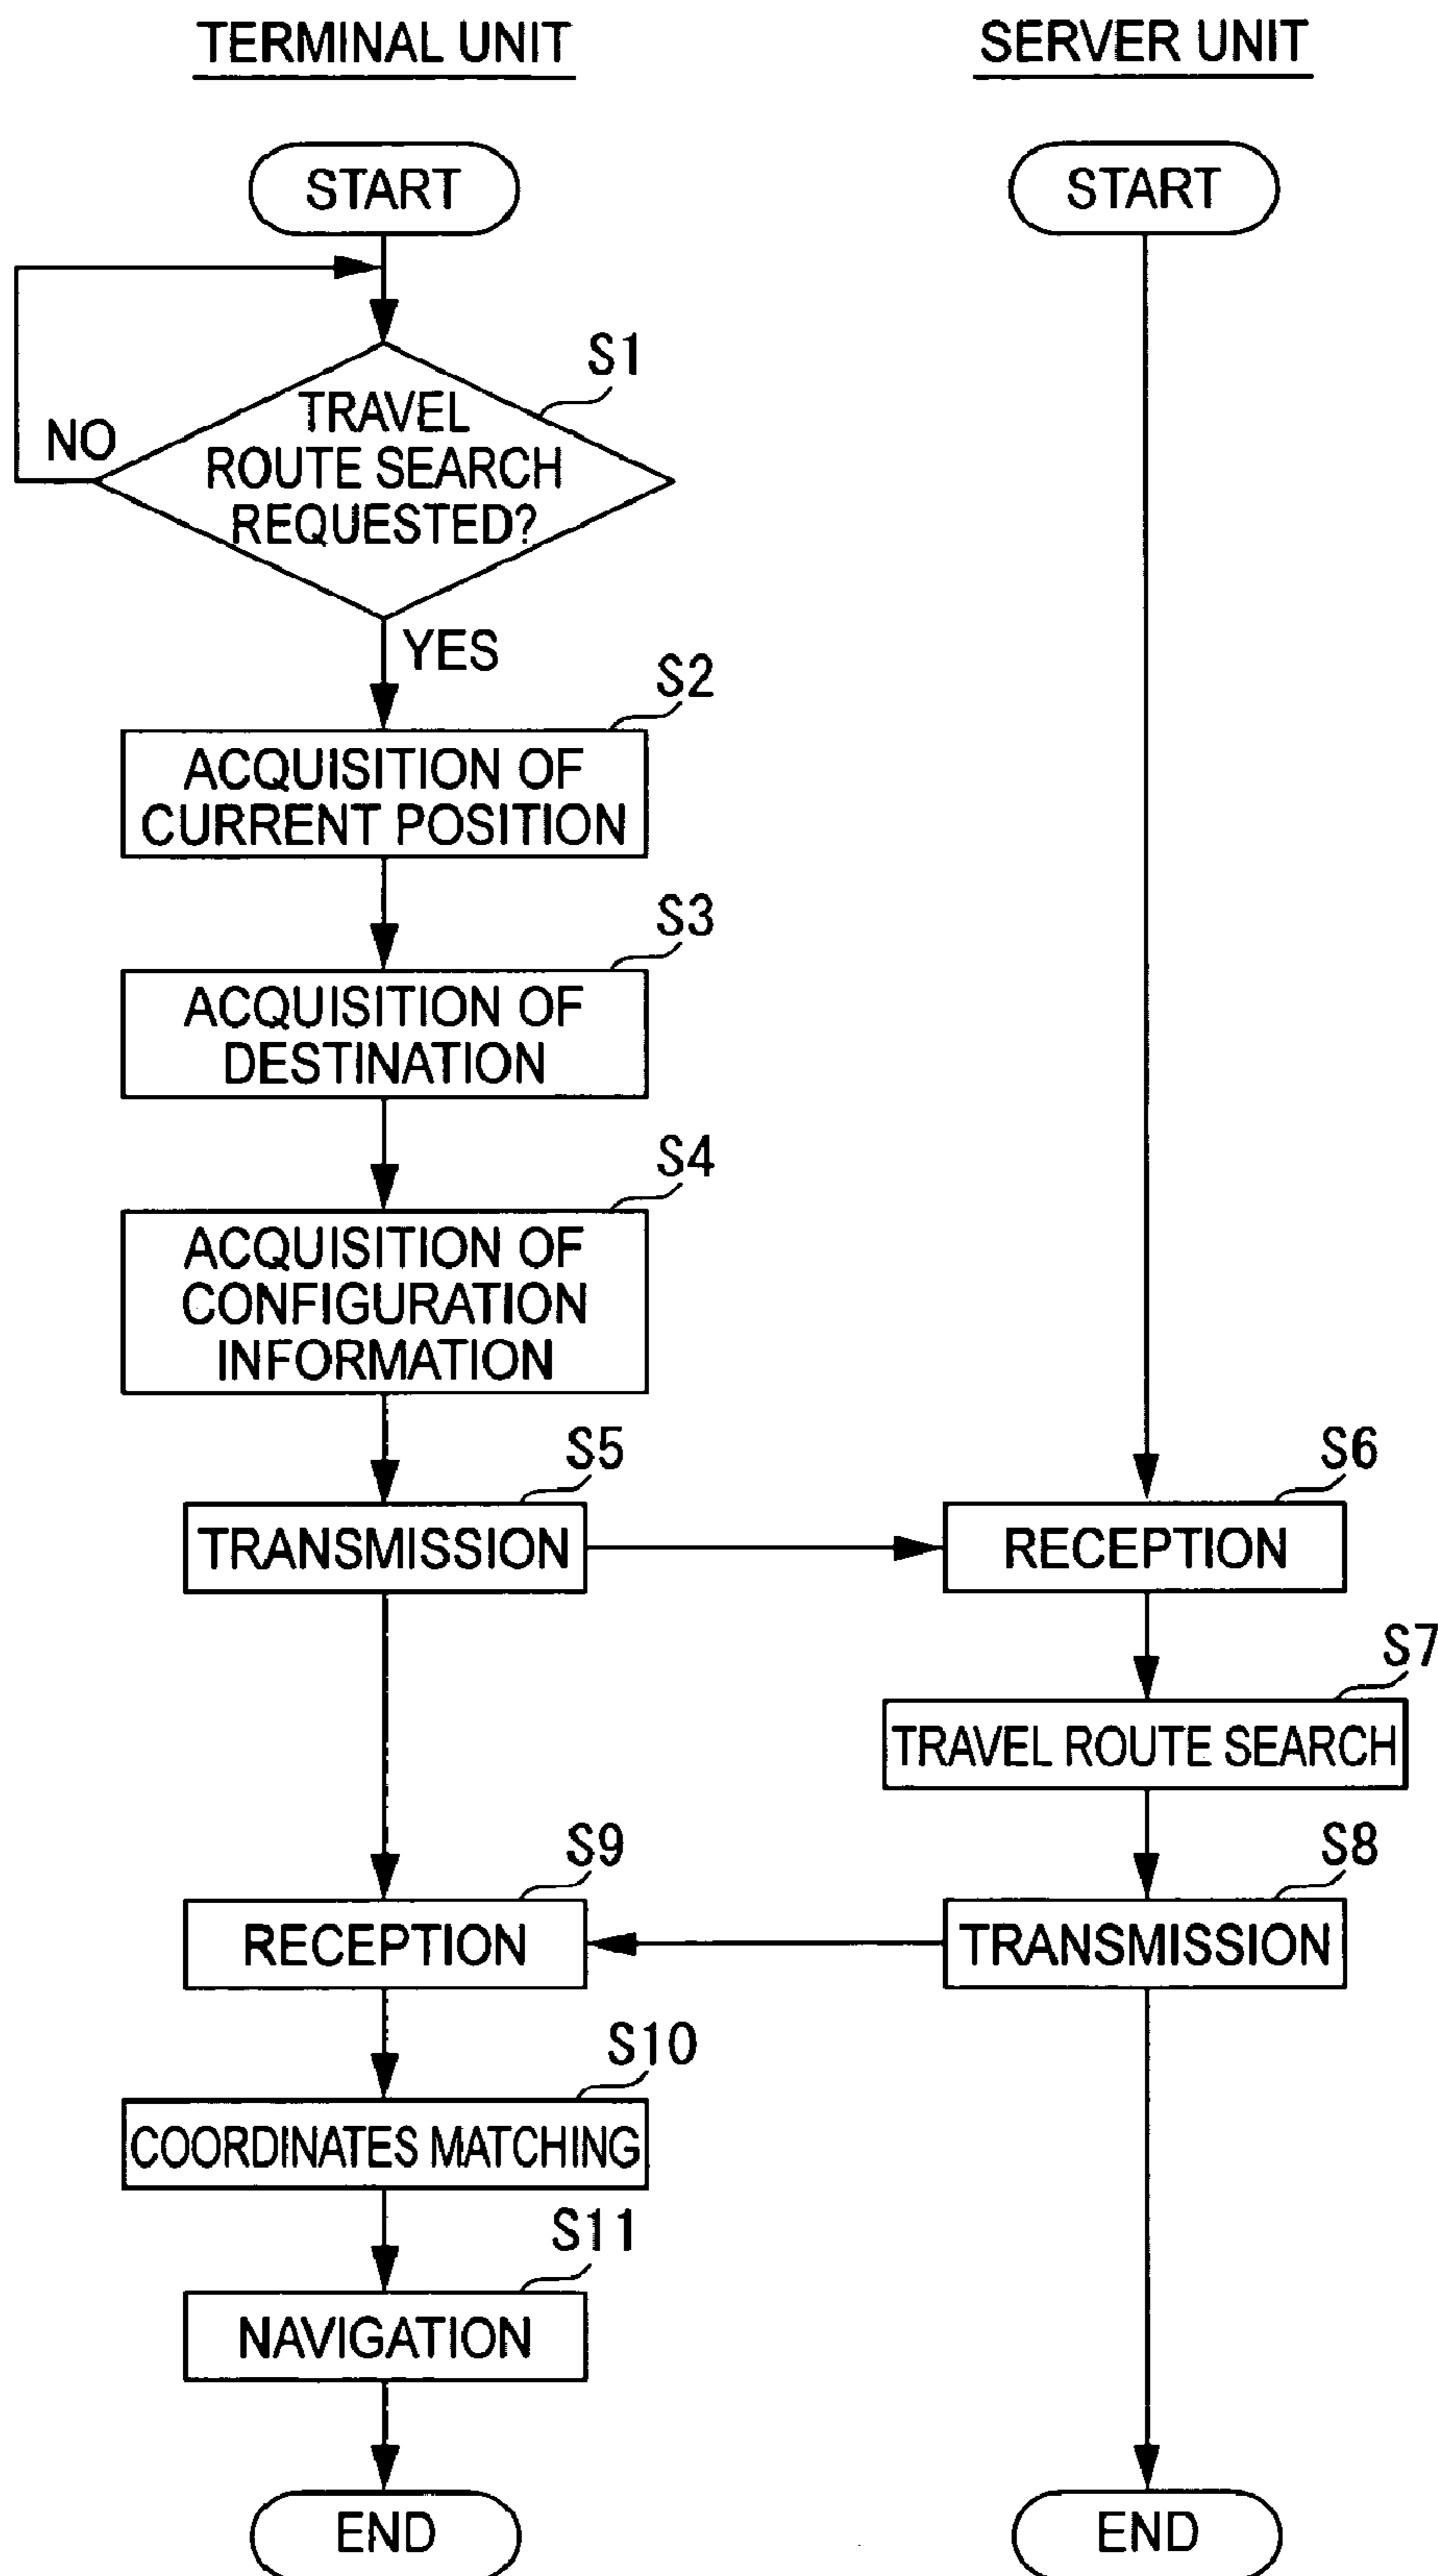 TERMINAL UNIT
SERVER UNIT
START
START
S1
TRAVEL
ROUTE SEARCH
REQUESTED?
NO
YES
S2
ACQUISITION OF
CURRENT POSITION
S3
ACQUISITION OF
DESTINATION
S4
ACQUISITION OF
CONFIGURATION
INFORMATION
S5
TRANSMISSION
S6
RECEPTION
S7
TRAVEL ROUTE SEARCH
S8
TRANSMISSION
S9
RECEPTION
S10
COORDINATES MATCHING
S11
NAVIGATION
END
END